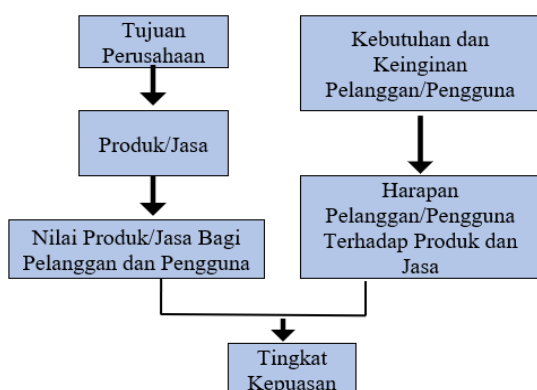 Tujuan
Perusahaan
Produk/Jasa
Nilai Produk/Jasa Bagi
Pelanggan dan Pengguna
Kebutuhan dan
Keinginan
Pelanggan/Pengguna
Harapan
Pelanggan/Pengguna
Terhadap Produk dan
Jasa
Tingkat
Kepuasan